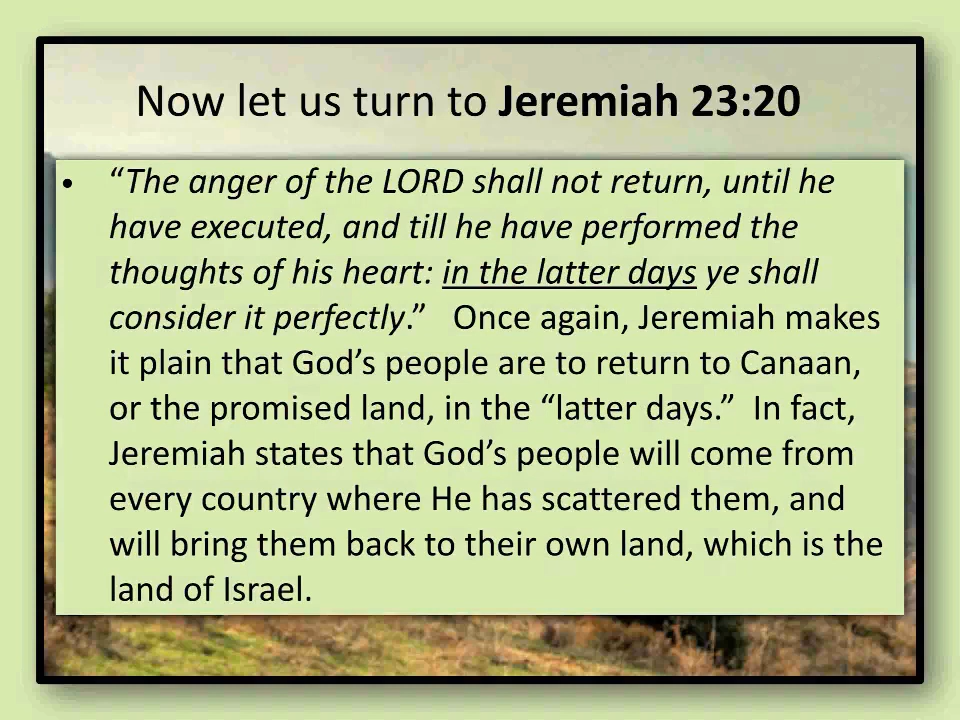 Now let us turn to Jeremiah 23:20
• “The anger of the LORD shall not return, until he
have executed, and till he have performed the
thoughts of his heart: in the latter days ye shall
consider it perfectly.” Once again, Jeremiah makes
it plain that God’s people are to return to Canaan,
or the promised land, in the “latter days.” In fact,
Jeremiah states that God’s people will come from
every country where He has scattered them, and
will bring them back to their own land, which is the
land of Israel.